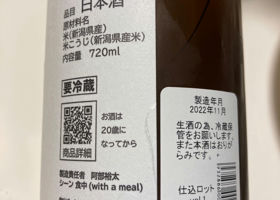 品目 日本酒
原材料名
米(新潟県産)
米こうじ(新潟県産米)
内容量 720ml
要冷蔵
お酒は
20歳に
なってから
商品詳細
製造責任者 阿部裕太
シーン 食中 (with a meal)
製造年月
2022年11月
生酒の為、冷蔵保
管をお願いします。
また本酒はおりが
らみです。
仕込ロット